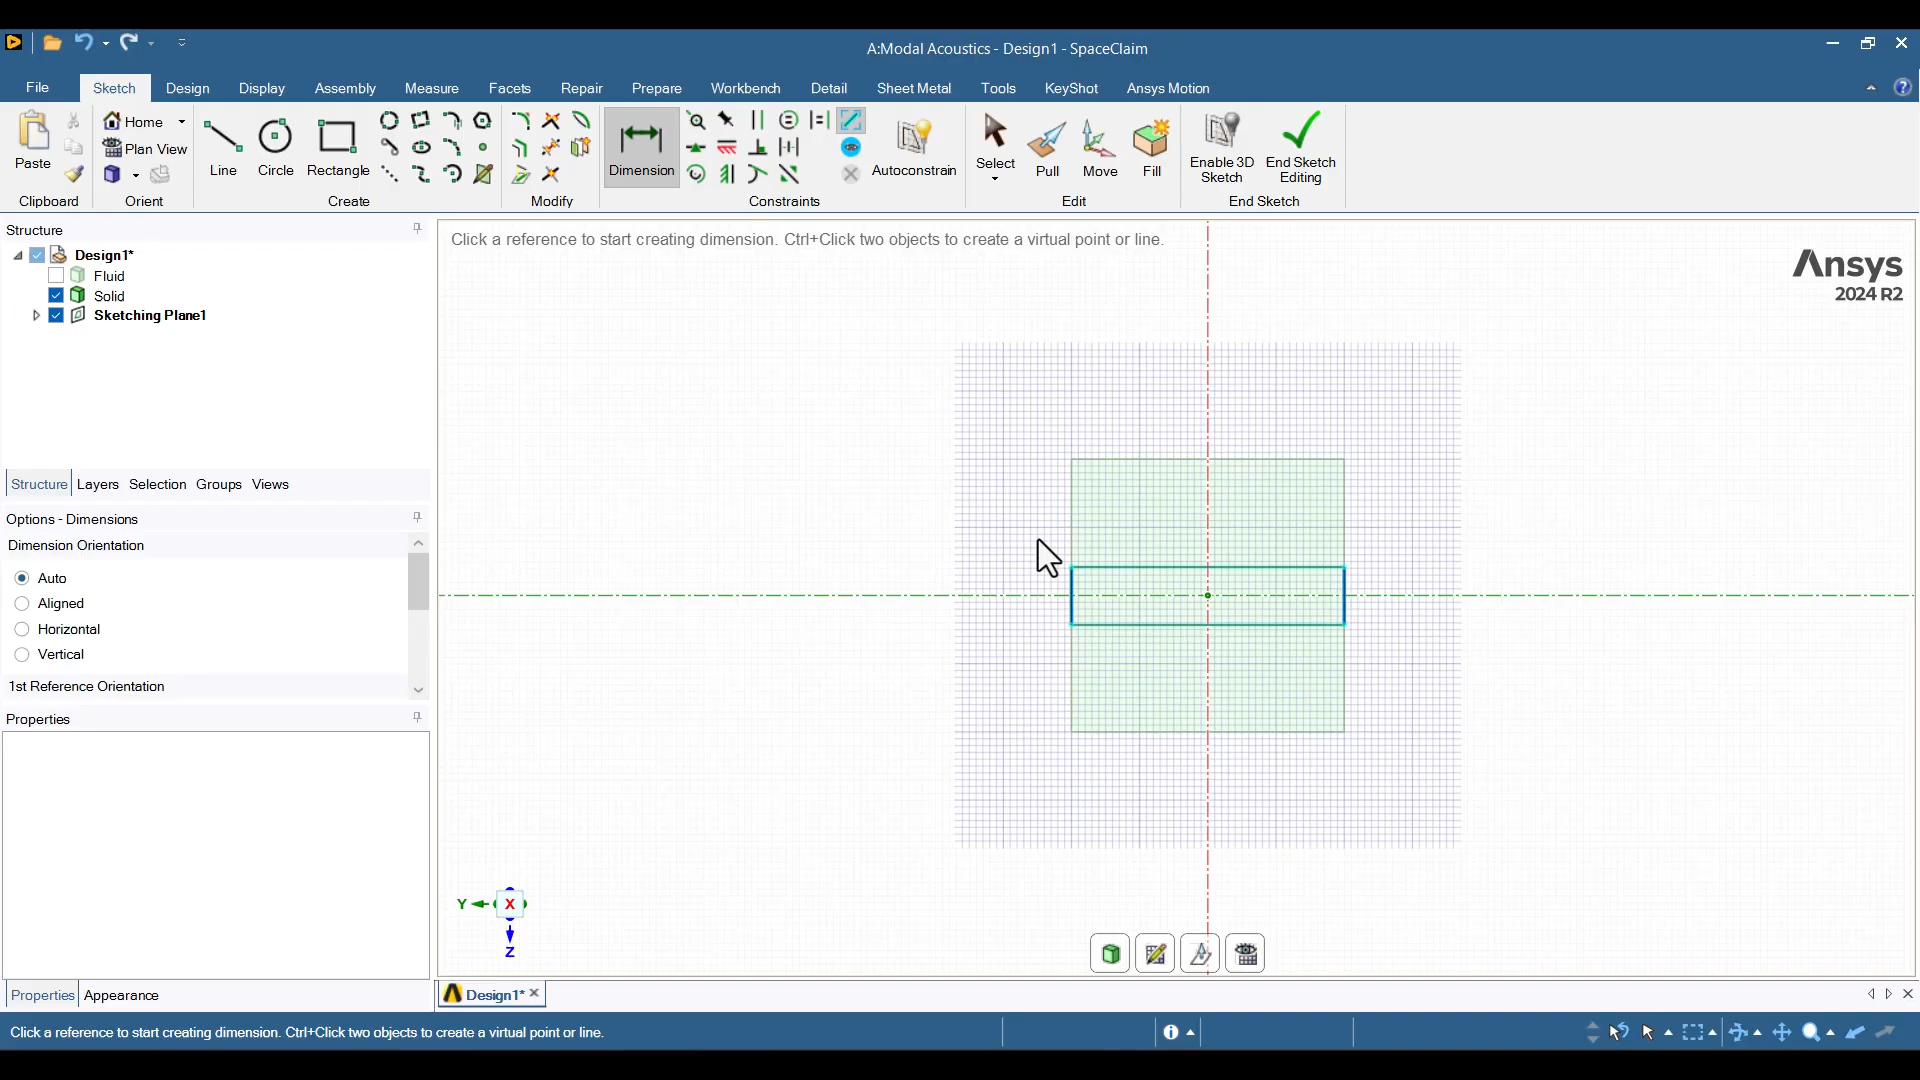 A:Modal Acoustics - Design1 - SpaceClaim
File Sketch Design Display Assembly Measure Facets Repair Prepare Workbench Detail Sheet Metal Tools KeyShot Ansys Motion
Paste
Clipboard
Home
Plan View
Orient
Line Circle Rectangle
Create
Modify
Dimension
Autoconstrain
Constraints
Select Pull Move Fill
Edit
Enable 3D Sketch
End Sketch Editing
End Sketch
Structure
Design1*
Fluid
Solid
Sketching Plane1
Structure Layers Selection Groups Views
Options - Dimensions
Dimension Orientation
Auto
Aligned
Horizontal
Vertical
1st Reference Orientation
Properties
Properties Appearance
Click a reference to start creating dimension. Ctrl+Click two objects to create a virtual point or line.
Ansys
2024 R2
Y X
Z
Design1*
Click a reference to start creating dimension. Ctrl+Click two objects to create a virtual point or line.